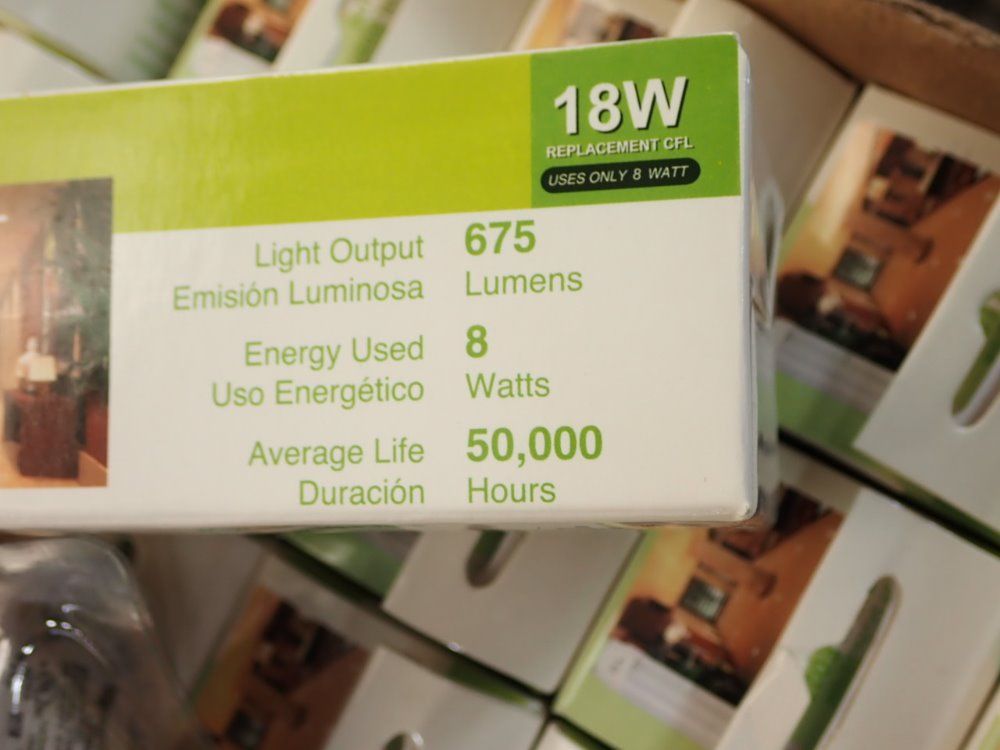 18W
REPLACEMENT CFL
USES ONLY 8 WATT
Light Output 675
Emisión Luminosa Lumens
Energy Used 8
Uso Energético Watts
Average Life 50,000
Duración Hours